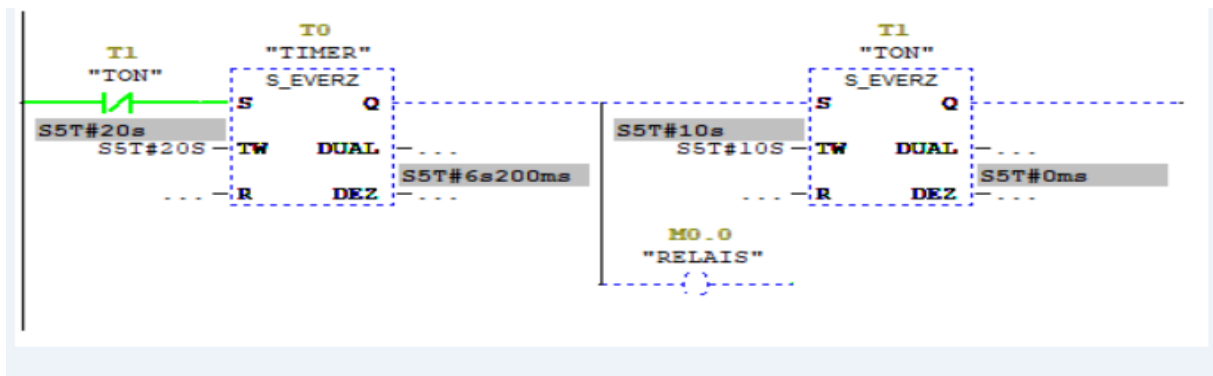 T0
T1
T1
"TIMER"
"TON"
"TON"
S_EVERZ
S_EVERZ
S Q
S Q
S5T#20s
S5T#10s
S5T#20S TW DUAL ...
S5T#10S TW DUAL ...
S5T#6s200ms
S5T#0ms
... R DEZ ...
... R DEZ ...
M0.0
"RELAIS"